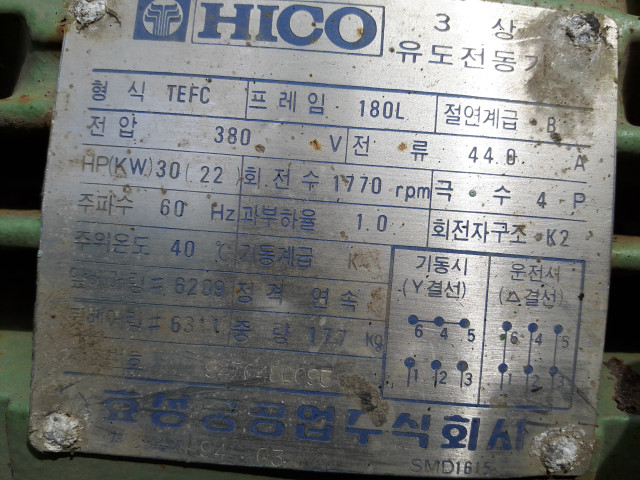 HICO 3 상
유도전동기
형식 TEFC 프레임 180L 절연계급 B
전압 380 V 전류 44.0 A
HP(KW) 30(.22) 회전수 1770 rpm 극수 4 P
주파수 60 Hz 과부하율 1.0 회전자구조 K2
주위온도 40 ℃ 기동계급 기동시 운전시
(Y결선) (△결선)
# 6209 정격 연속
6 4 5 6 4 5
중량 177 kg
1 2 3 1 2 3
효성중공업주식회사
SMD1615